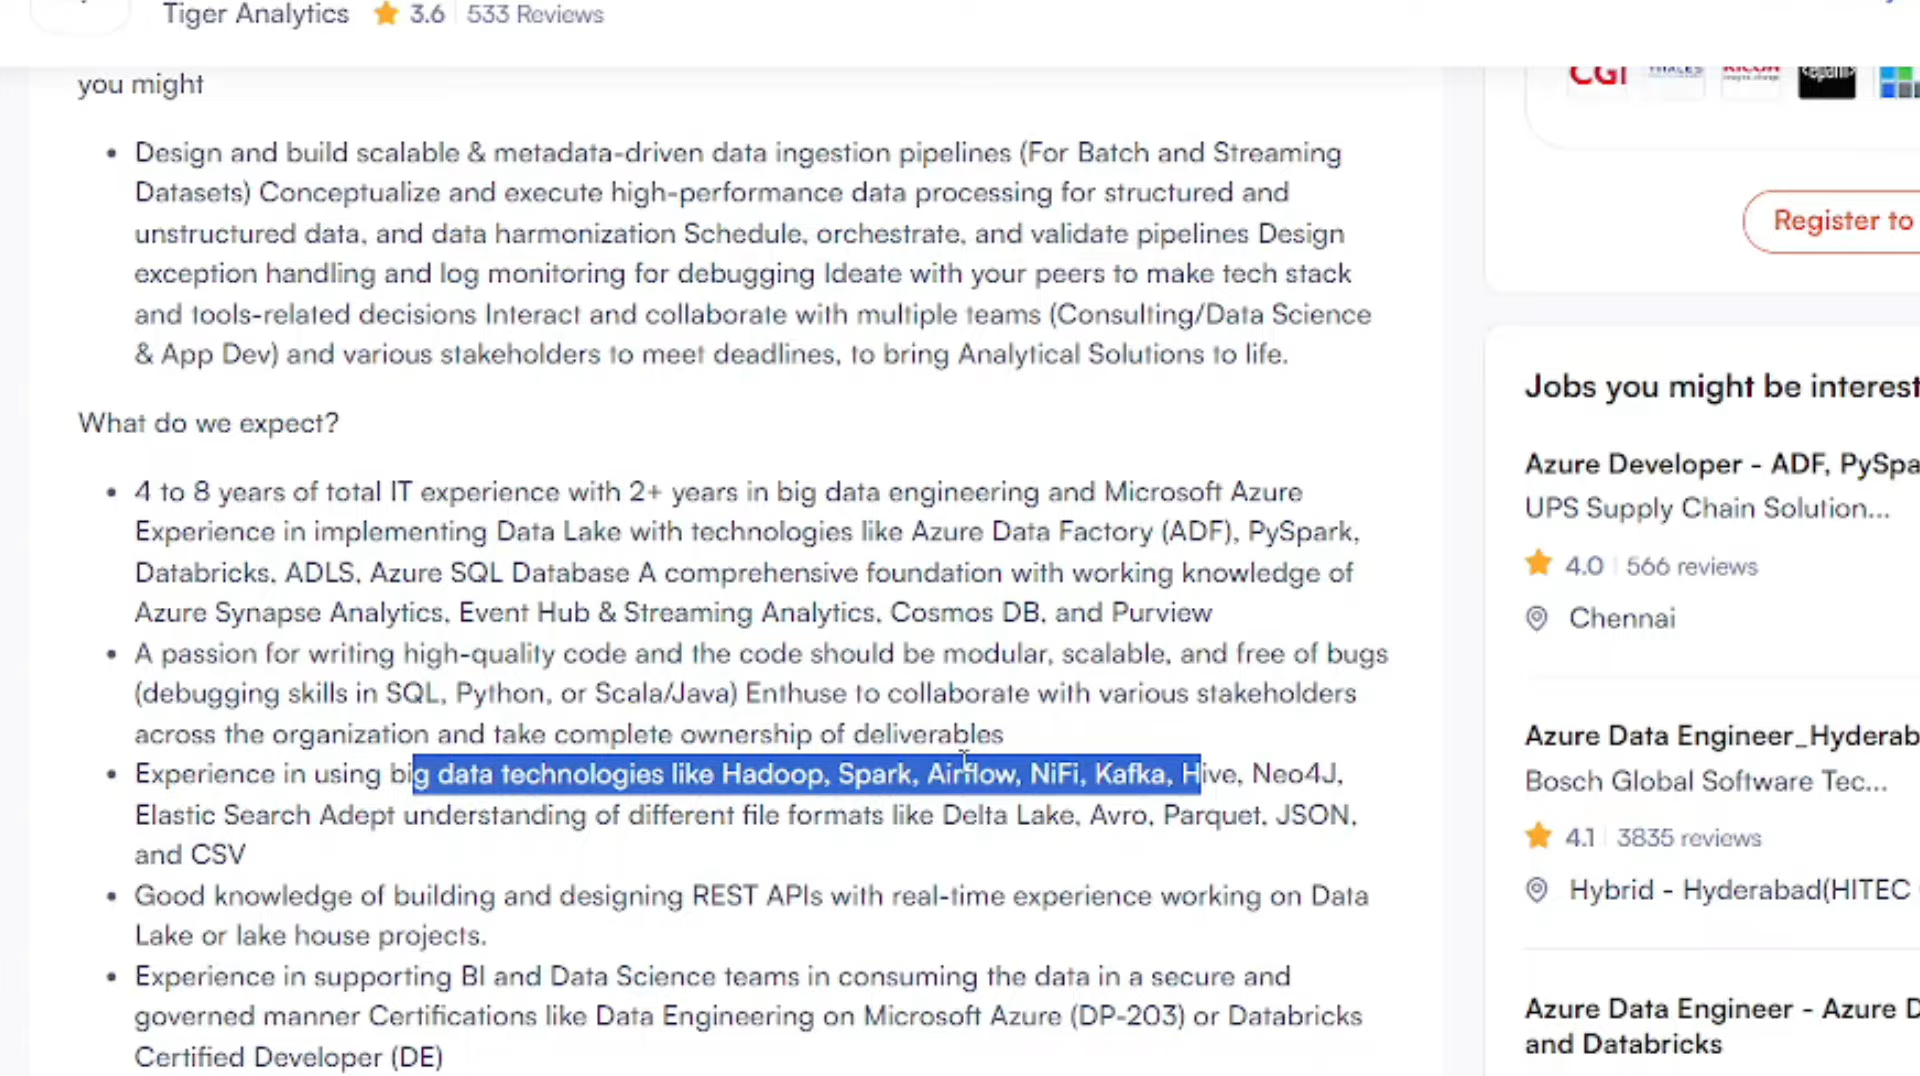 Tiger Analytics 3.6 533 Reviews
you might
Design and build scalable & metadata-driven data ingestion pipelines (For Batch and Streaming
Datasets) Conceptualize and execute high-performance data processing for structured and
unstructured data, and data harmonization Schedule, orchestrate, and validate pipelines Design
exception handling and log monitoring for debugging Ideate with your peers to make tech stack
and tools-related decisions Interact and collaborate with multiple teams (Consulting/Data Science
& App Dev) and various stakeholders to meet deadlines, to bring Analytical Solutions to life.
What do we expect?
4 to 8 years of total IT experience with 2+ years in big data engineering and Microsoft Azure
Experience in implementing Data Lake with technologies like Azure Data Factory (ADF), PySpark,
Databricks, ADLS, Azure SQL Database A comprehensive foundation with working knowledge of
Azure Synapse Analytics, Event Hub & Streaming Analytics, Cosmos DB, and Purview
A passion for writing high-quality code and the code should be modular, scalable, and free of bugs
(debugging skills in SQL, Python, or Scala/Java) Enthuse to collaborate with various stakeholders
across the organization and take complete ownership of deliverables
Experience in using big data technologies like Hadoop, Spark, Airflow, NiFi, Kafka, Hive, Neo4J,
Elastic Search Adept understanding of different file formats like Delta Lake, Avro, Parquet, JSON,
and CSV
Good knowledge of building and designing REST APIs with real-time experience working on Data
Lake or lake house projects.
Experience in supporting BI and Data Science teams in consuming the data in a secure and
governed manner Certifications like Data Engineering on Microsoft Azure (DP-203) or Databricks
Certified Developer (DE)
CGI THALES <epam>
Register to
Jobs you might be interest
Azure Developer - ADF, PySpa
UPS Supply Chain Solution...
4.0 566 reviews
Chennai
Azure Data Engineer_Hyderab
Bosch Global Software Tec...
4.1 3835 reviews
Hybrid - Hyderabad(HITEC
Azure Data Engineer - Azure D
and Databricks